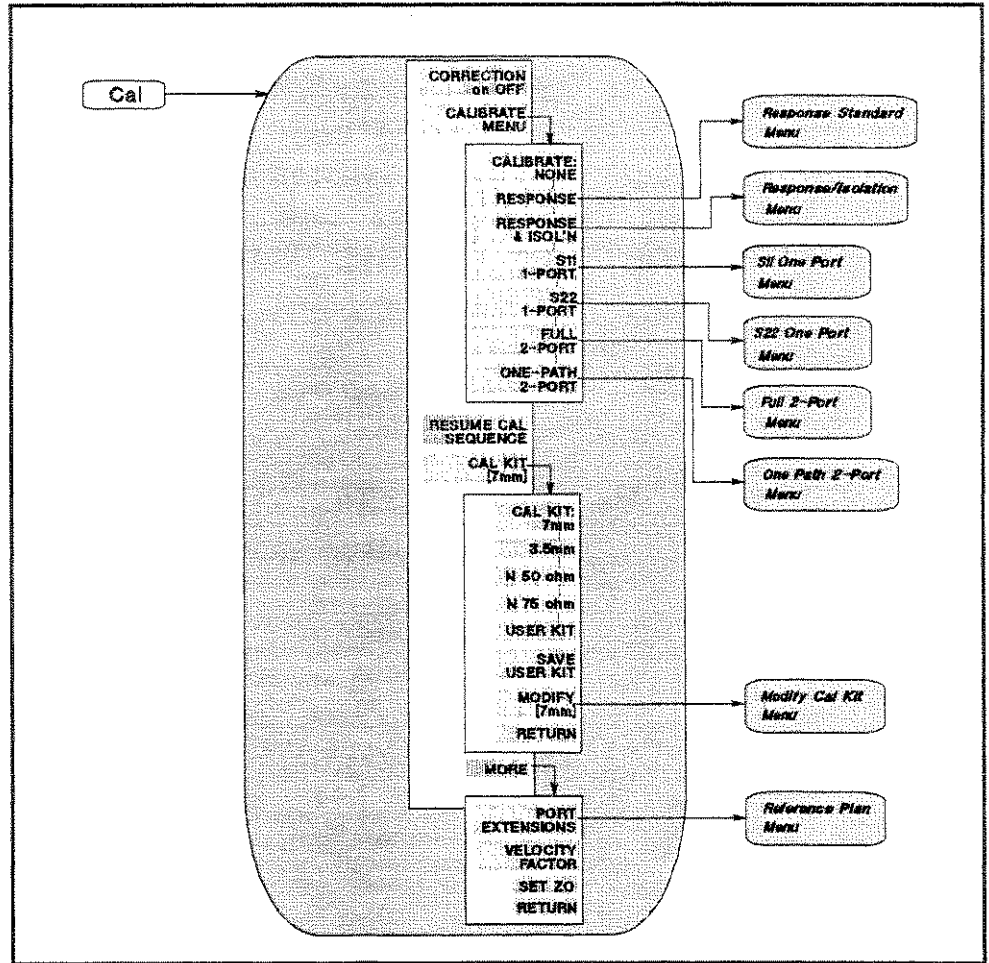 Cal
CORRECTION
on OFF
CALIBRATE
MENU
CALIBRATE:
NONE
RESPONSE
RESPONSE
& ISOL'N
S11
1-PORT
S22
1-PORT
FULL
2-PORT
ONE-PATH
2-PORT
RESUME CAL
SEQUENCE
CAL KIT
[7mm]
CAL KIT:
7mm
3.5mm
N 50 ohm
N 75 ohm
USER KIT
SAVE
USER KIT
MODIFY
[7mm]
RETURN
MORE
PORT
EXTENSIONS
VELOCITY
FACTOR
SET ZO
RETURN
Response Standard
Menu
Response/Isolation
Menu
S11 One Port
Menu
S22 One Port
Menu
Full 2-Port
Menu
One Path 2-Port
Menu
Modify Cal Kit
Menu
Reference Plan
Menu